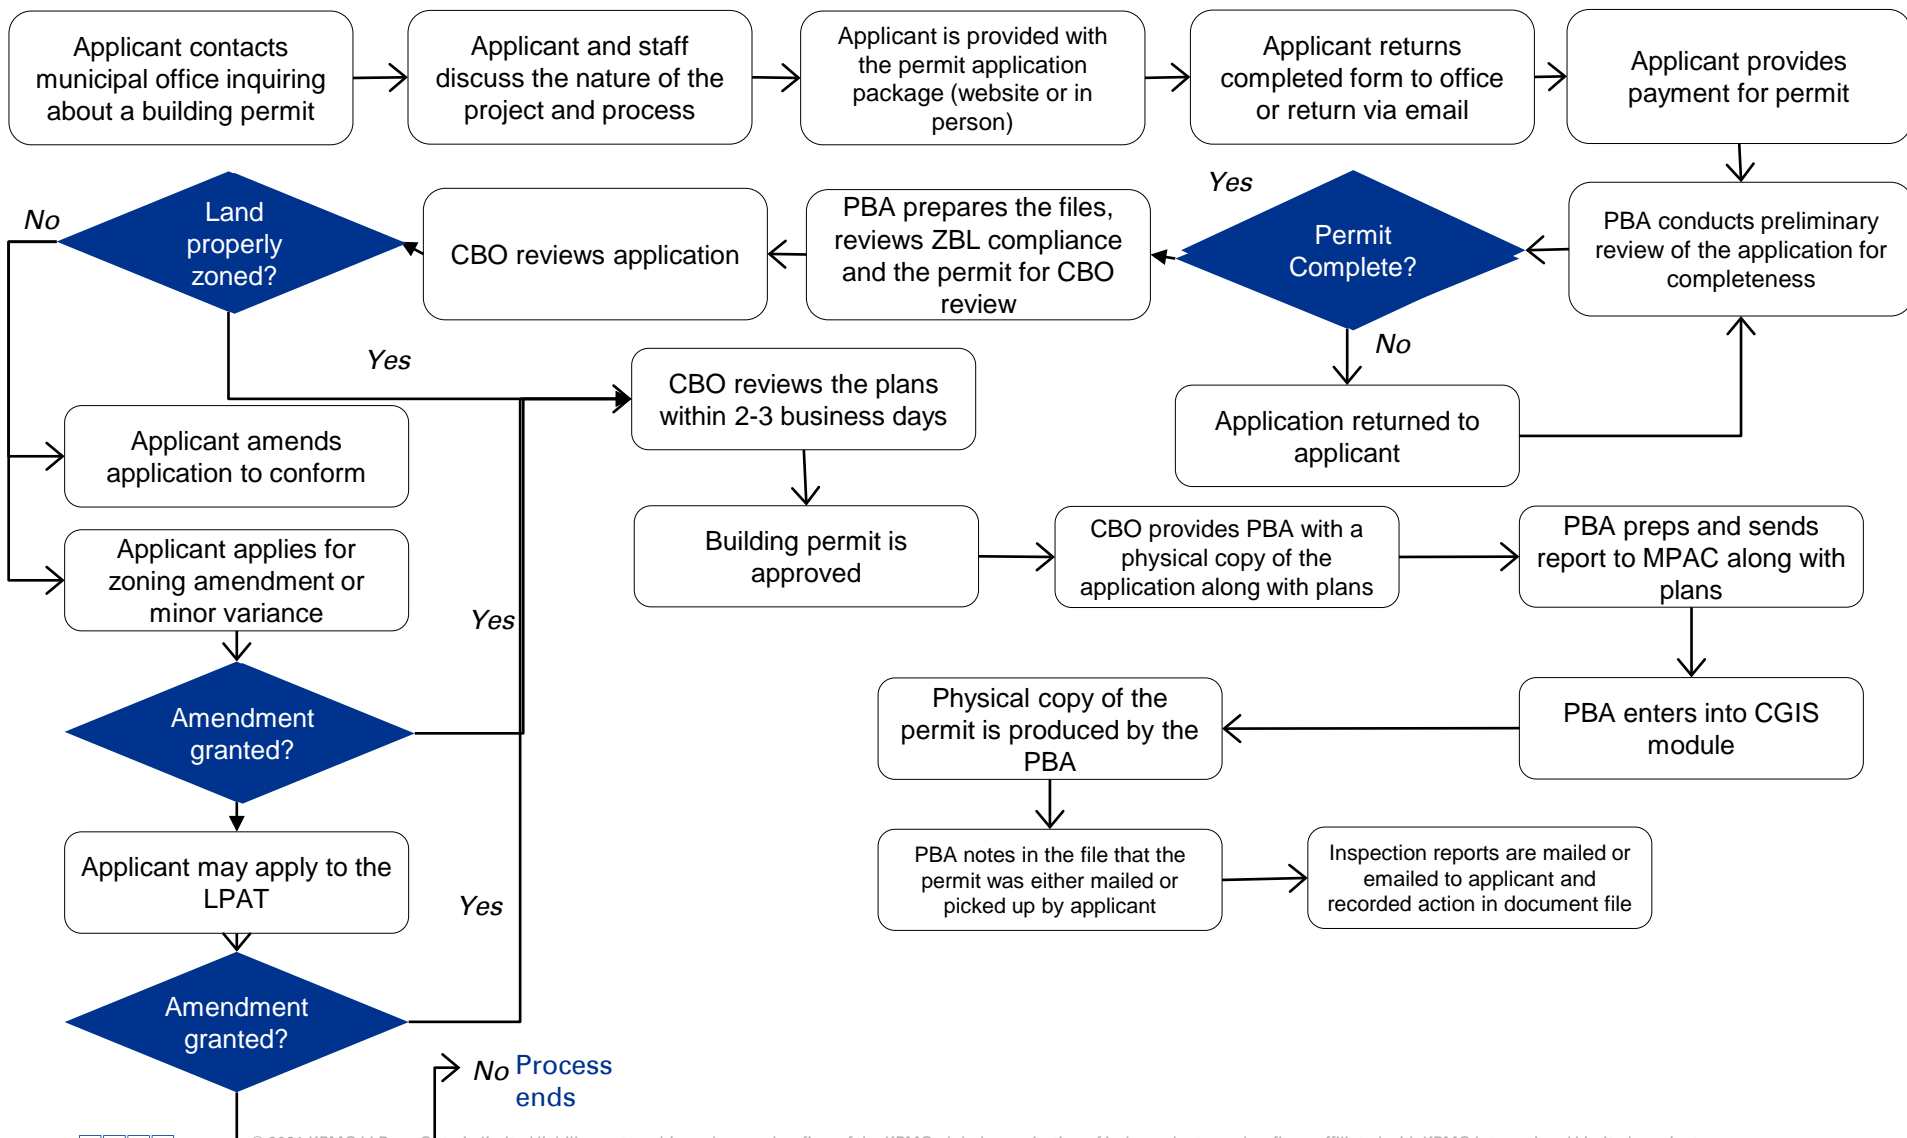 Applicant contacts
municipal office inquiring
about a building permit
Applicant and staff
discuss the nature of the
project and process
Applicant is provided with
the permit application
package (website or in
person)
Applicant returns
completed form to office
or return via email
Applicant provides
payment for permit
No
Land
properly
zoned?
CBO reviews application
PBA prepares the files,
reviews ZBL compliance
and the permit for CBO
review
Yes
Permit
Complete?
PBA conducts preliminary
review of the application for
completeness
Yes
CBO reviews the plans
within 2-3 business days
No
Application returned to
applicant
Applicant amends
application to conform
Applicant applies for
zoning amendment or
minor variance
Building permit is
approved
CBO provides PBA with a
physical copy of the
application along with plans
PBA preps and sends
report to MPAC along with
plans
Yes
Amendment
granted?
Physical copy of the
permit is produced by the
PBA
PBA enters into CGIS
module
Applicant may apply to the
LPAT
Yes
PBA notes in the file that the
permit was either mailed or
picked up by applicant
Inspection reports are mailed or
emailed to applicant and
recorded action in document file
Amendment
granted?
No
Process
ends